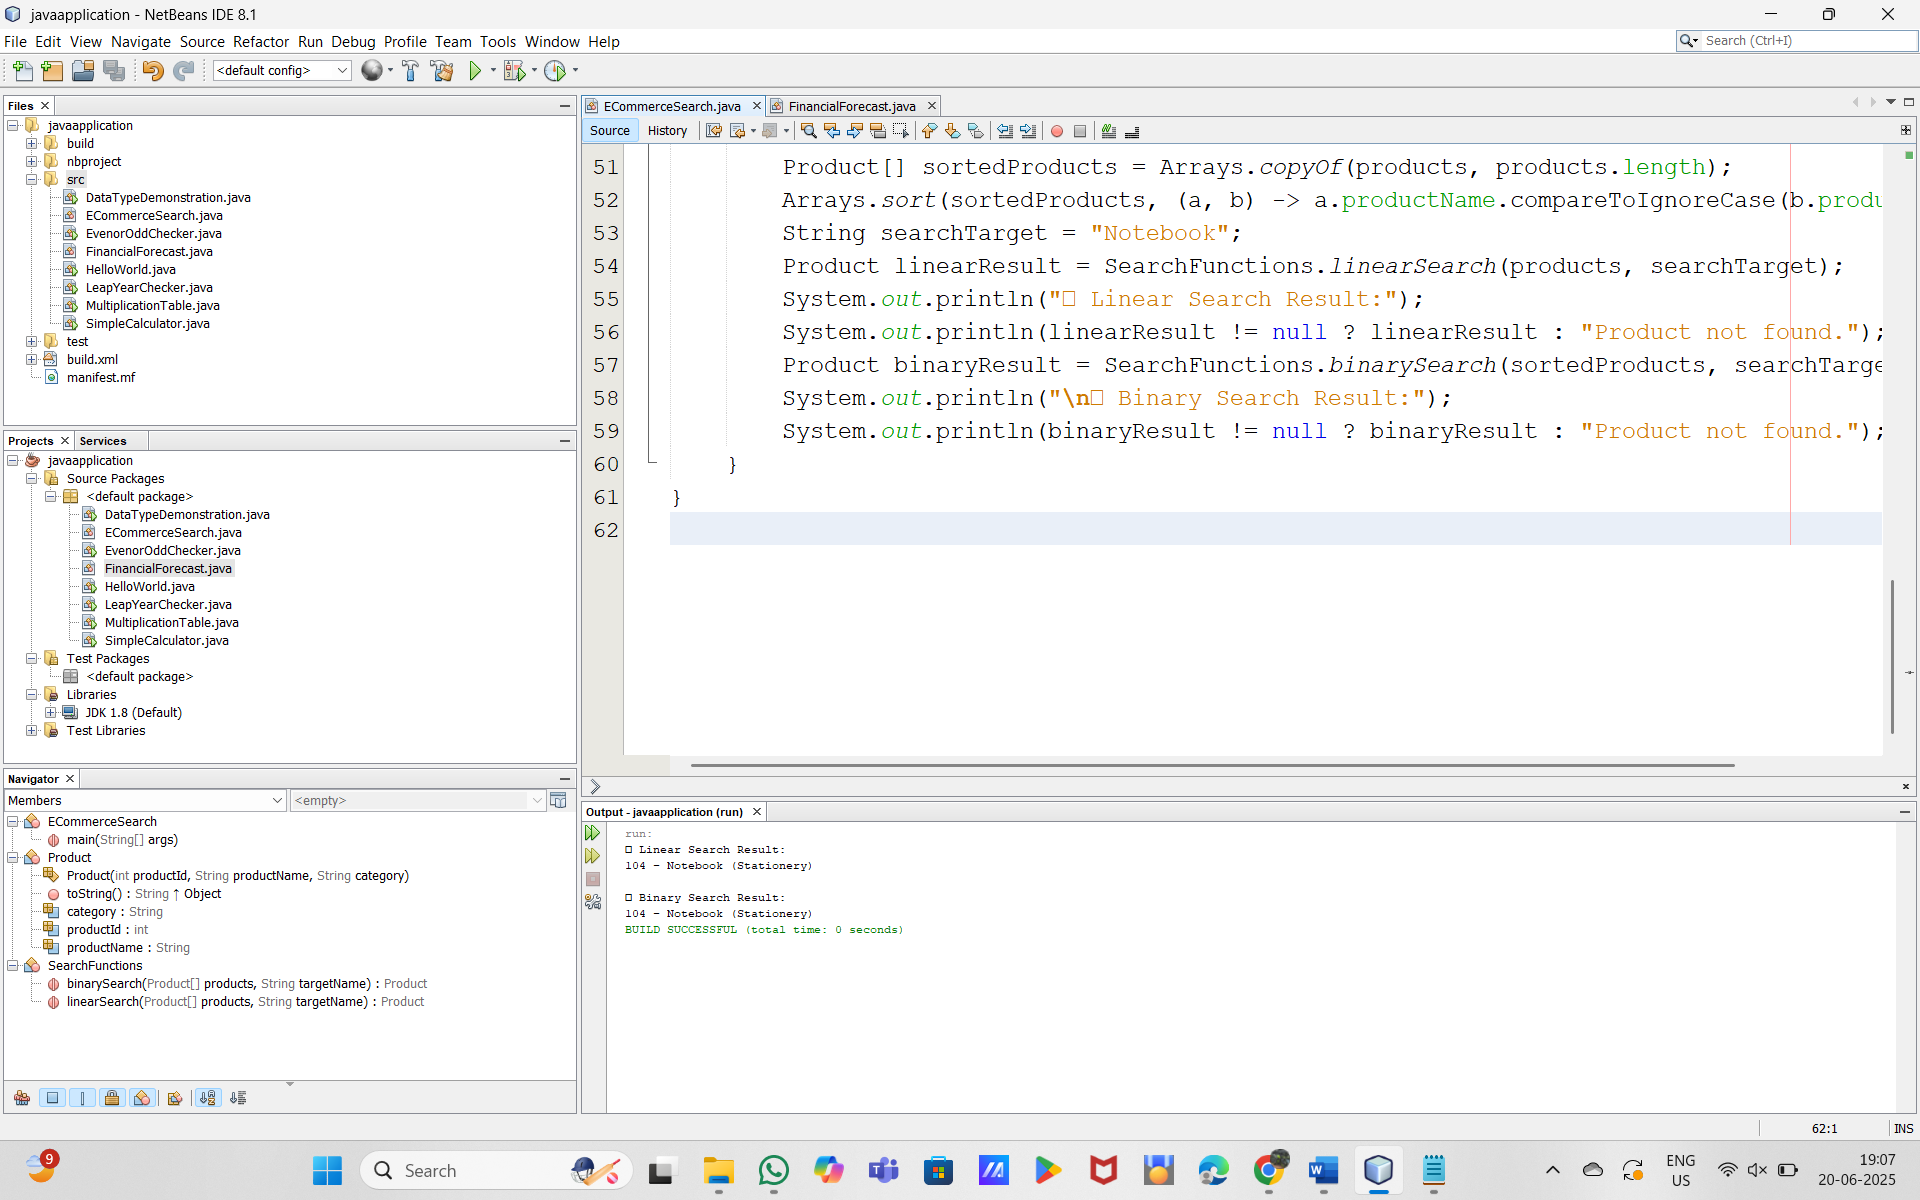 javaapplication - NetBeans IDE 8.1
File Edit View Navigate Source Refactor Run Debug Profile Team Tools Window Help
Search (Ctrl+I)
<default config>
Files
javaapplication
build
nbproject
src
DataTypeDemonstration.java
ECommerceSearch.java
EvenorOddChecker.java
FinancialForecast.java
HelloWorld.java
LeapYearChecker.java
MultiplicationTable.java
SimpleCalculator.java
test
build.xml
manifest.mf
Projects Services
javaapplication
Source Packages
<default package>
DataTypeDemonstration.java
ECommerceSearch.java
EvenorOddChecker.java
FinancialForecast.java
HelloWorld.java
LeapYearChecker.java
MultiplicationTable.java
SimpleCalculator.java
Test Packages
<default package>
Libraries
JDK 1.8 (Default)
Test Libraries
Navigator
Members <empty>
ECommerceSearch
main(String[] args)
Product
Product(int productId, String productName, String category)
toString() : String ↑ Object
category : String
productId : int
productName : String
SearchFunctions
binarySearch(Product[] products, String targetName) : Product
linearSearch(Product[] products, String targetName) : Product
ECommerceSearch.java FinancialForecast.java
Source History
51 Product[] sortedProducts = Arrays.copyOf(products, products.length);
52 Arrays.sort(sortedProducts, (a, b) -> a.productName.compareToIgnoreCase(b.produ
53 String searchTarget = "Notebook";
54 Product linearResult = SearchFunctions.linearSearch(products, searchTarget);
55 System.out.println("□ Linear Search Result:");
56 System.out.println(linearResult != null ? linearResult : "Product not found.");
57 Product binaryResult = SearchFunctions.binarySearch(sortedProducts, searchTarge
58 System.out.println("\n□ Binary Search Result:");
59 System.out.println(binaryResult != null ? binaryResult : "Product not found.");
60 }
61 }
62
Output - javaapplication (run)
run:
□ Linear Search Result:
104 - Notebook (Stationery)
□ Binary Search Result:
104 - Notebook (Stationery)
BUILD SUCCESSFUL (total time: 0 seconds)
62:1 INS
9
Search
ENG
US
19:07
20-06-2025